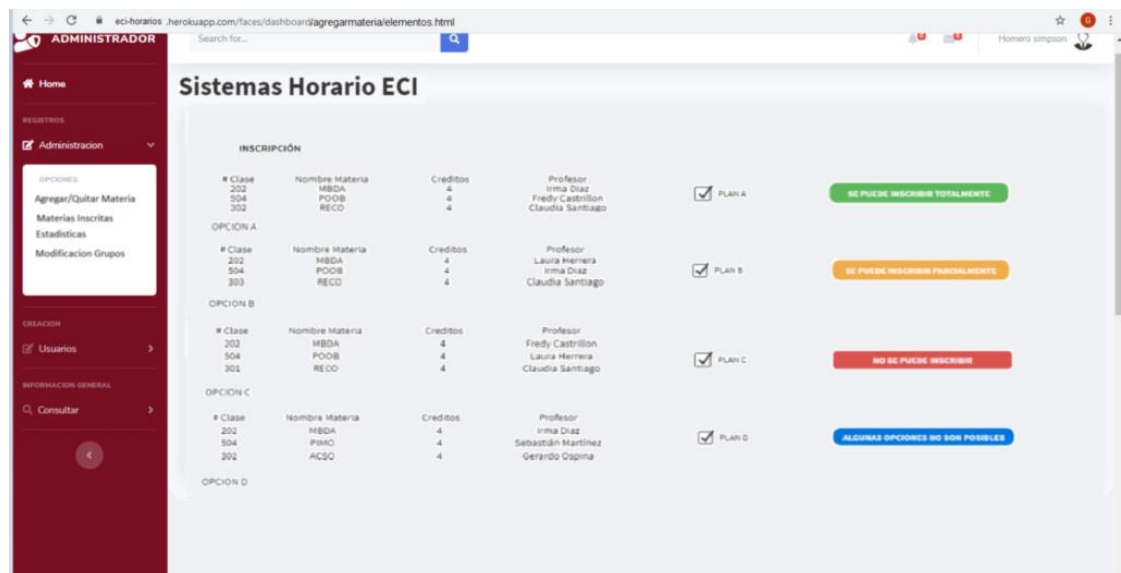 eci-horarios .herokuapp.com/faces/dashboard/agregarmateria/elementos.html
G
ADMINISTRADOR
Search for...
Homero simpson
Home
Sistemas Horario ECI
REGISTROS
Administracion
OPCIONES
Agregar/Quitar Materia
Materias Inscritas
Estadisticas
Modificacion Grupos
CREACION
Usuarios
INFORMACION GENERAL
Consultar
INSCRIPCIÓN
# Clase Nombre Materia Creditos Profesor
202 MBDA 4 Irma Diaz
504 POOB 4 Fredy Castrillon
302 RECO 4 Claudia Santiago
PLAN A
SE PUEDE INSCRIBIR TOTALMENTE
OPCION A
# Clase Nombre Materia Creditos Profesor
202 MBDA 4 Laura Herrera
504 POOB 4 Irma Diaz
303 RECO 4 Claudia Santiago
PLAN B
SE PUEDE INSCRIBIR PARCIALMENTE
OPCION B
# Clase Nombre Materia Creditos Profesor
202 MBDA 4 Fredy Castrillon
504 POOB 4 Laura Herrera
301 RECO 4 Claudia Santiago
PLAN C
NO SE PUEDE INSCRIBIR
OPCION C
# Clase Nombre Materia Creditos Profesor
202 MBDA 4 Irma Diaz
504 PIMO 4 Sebastián Martínez
302 ACSO 4 Gerardo Ospina
PLAN D
ALGUNAS OPCIONES NO SON POSIBLES
OPCION D